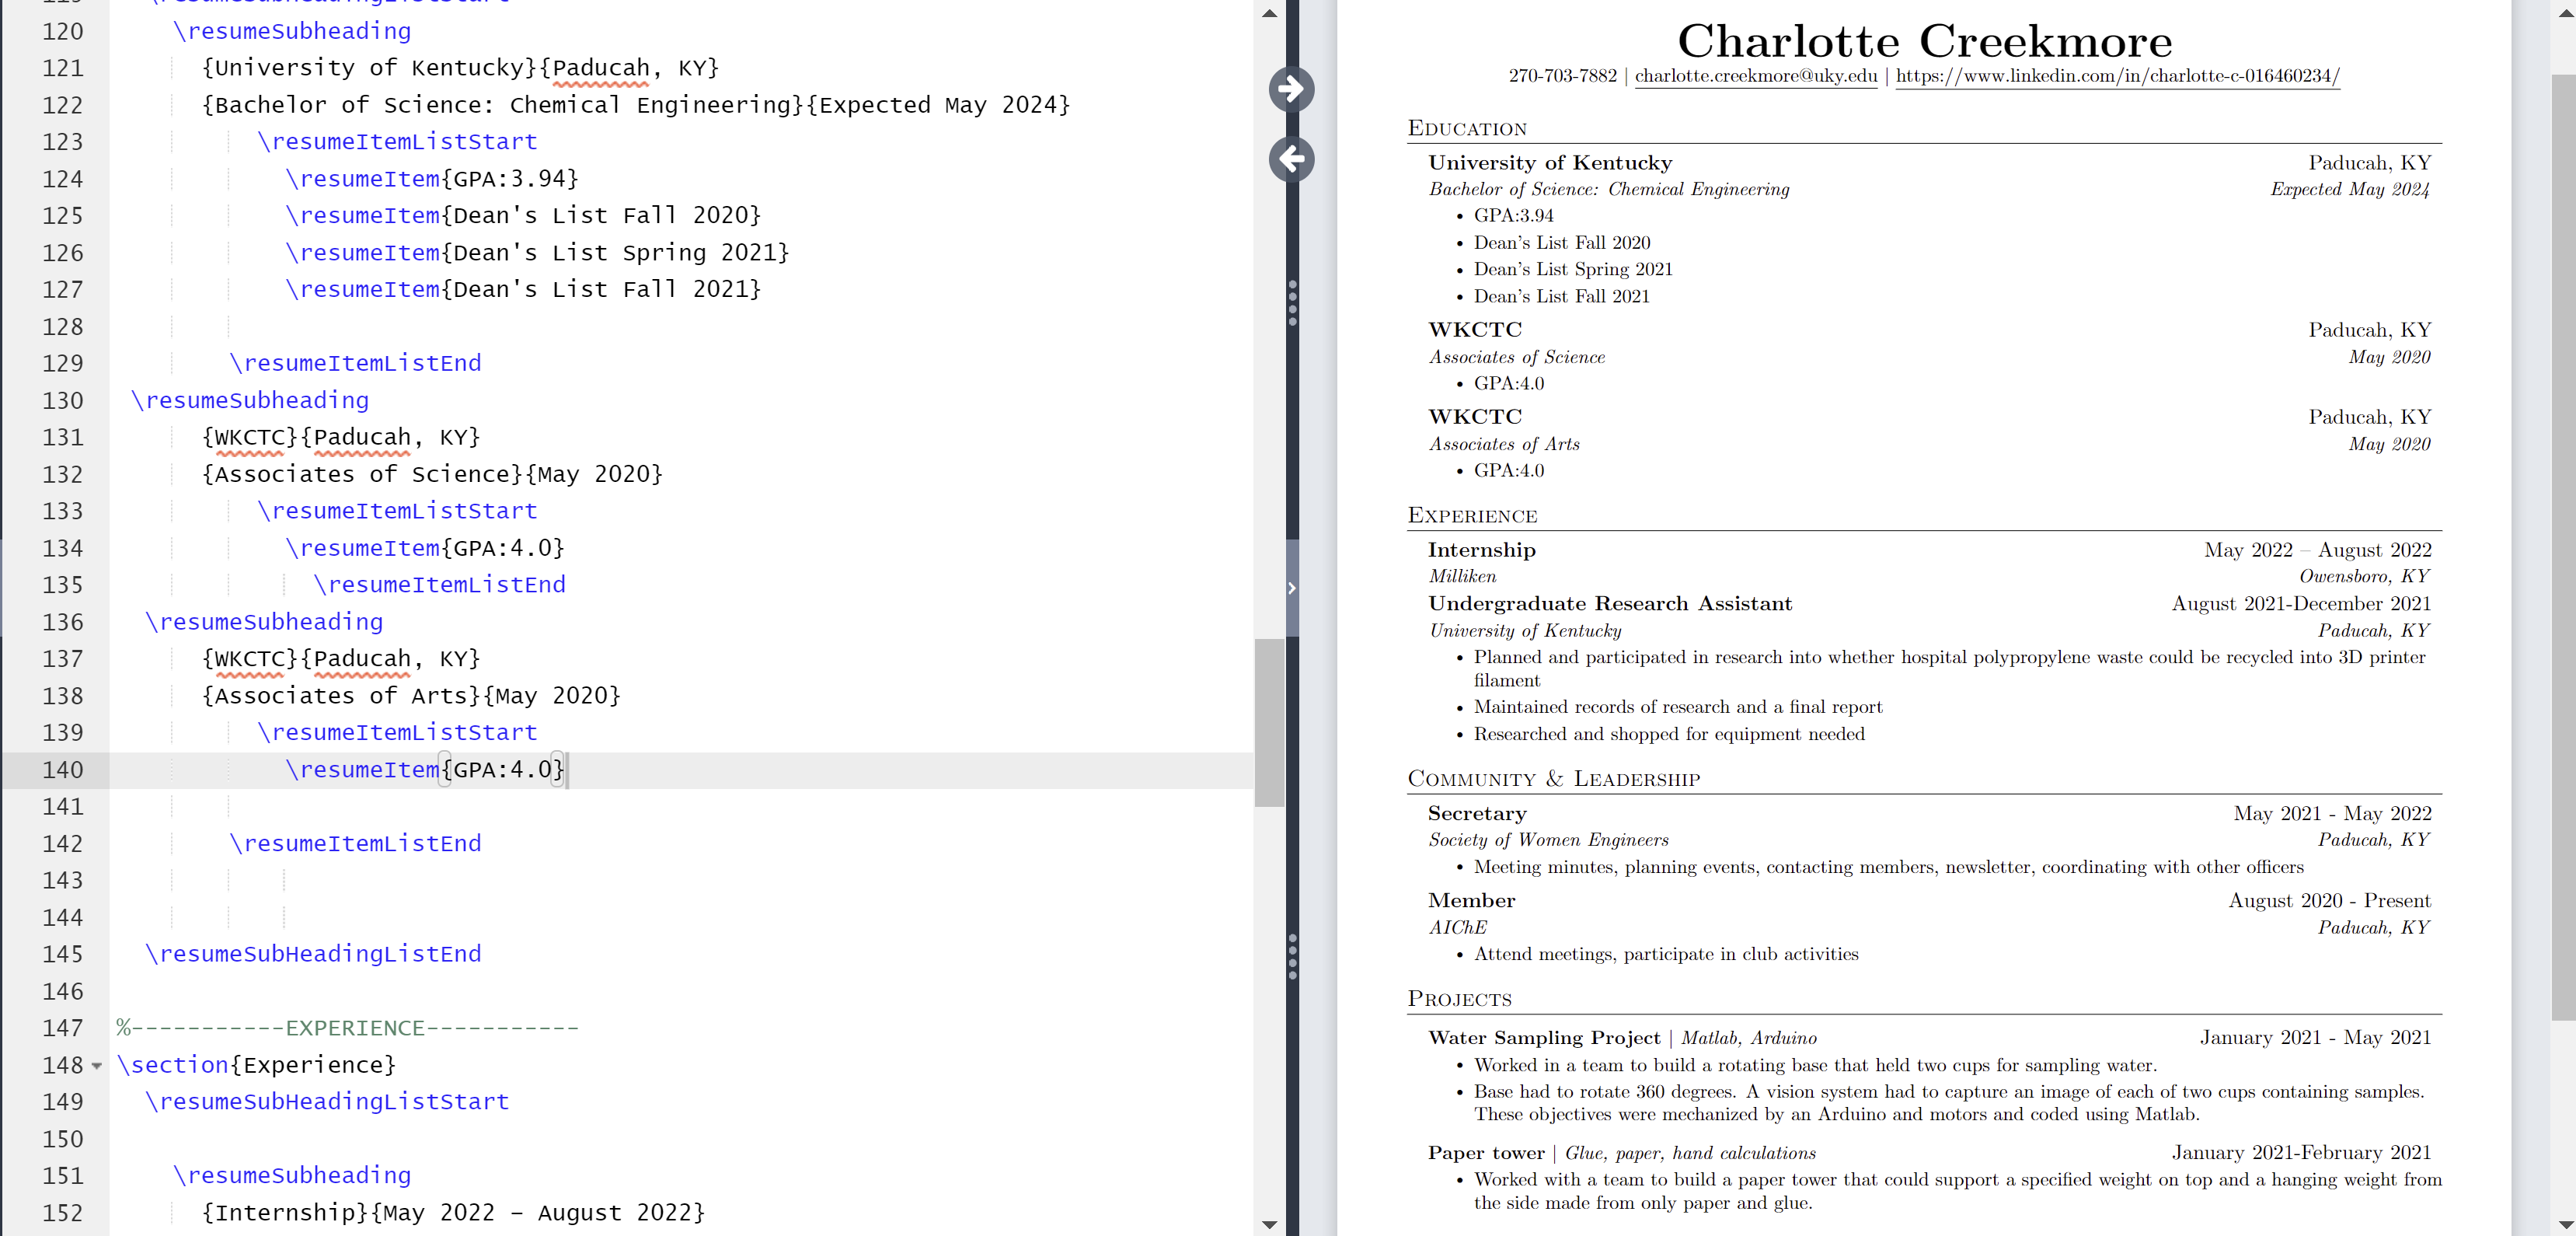 120 \resumeSubheading
121 {University of Kentucky}{Paducah, KY}
122 {Bachelor of Science: Chemical Engineering}{Expected May 2024}
123 \resumeItemListStart
124 \resumeItem{GPA:3.94}
125 \resumeItem{Dean's List Fall 2020}
126 \resumeItem{Dean's List Spring 2021}
127 \resumeItem{Dean's List Fall 2021}
128
129 \resumeItemListEnd
130 \resumeSubheading
131 {WKCTC}{Paducah, KY}
132 {Associates of Science}{May 2020}
133 \resumeItemListStart
134 \resumeItem{GPA:4.0}
135 \resumeItemListEnd
136 \resumeSubheading
137 {WKCTC}{Paducah, KY}
138 {Associates of Arts}{May 2020}
139 \resumeItemListStart
140 \resumeItem{GPA:4.0}
141
142 \resumeItemListEnd
143
144
145 \resumeSubHeadingListEnd
146
147 %-----------EXPERIENCE-----------
148 \section{Experience}
149 \resumeSubHeadingListStart
150
151 \resumeSubheading
152 {Internship}{May 2022 – August 2022}
Charlotte Creekmore
270-703-7882 | charlotte.creekmore@uky.edu | https://www.linkedin.com/in/charlotte-c-016460234/
Education
University of Kentucky Paducah, KY
Bachelor of Science: Chemical Engineering Expected May 2024
• GPA:3.94
• Dean's List Fall 2020
• Dean's List Spring 2021
• Dean's List Fall 2021
WKCTC Paducah, KY
Associates of Science May 2020
• GPA:4.0
WKCTC Paducah, KY
Associates of Arts May 2020
• GPA:4.0
Experience
Internship May 2022 – August 2022
Milliken Owensboro, KY
Undergraduate Research Assistant August 2021-December 2021
University of Kentucky Paducah, KY
• Planned and participated in research into whether hospital polypropylene waste could be recycled into 3D printer
filament
• Maintained records of research and a final report
• Researched and shopped for equipment needed
Community & Leadership
Secretary May 2021 - May 2022
Society of Women Engineers Paducah, KY
• Meeting minutes, planning events, contacting members, newsletter, coordinating with other officers
Member August 2020 - Present
AIChE Paducah, KY
• Attend meetings, participate in club activities
Projects
Water Sampling Project | Matlab, Arduino January 2021 - May 2021
• Worked in a team to build a rotating base that held two cups for sampling water.
• Base had to rotate 360 degrees. A vision system had to capture an image of each of two cups containing samples.
These objectives were mechanized by an Arduino and motors and coded using Matlab.
Paper tower | Glue, paper, hand calculations January 2021-February 2021
• Worked with a team to build a paper tower that could support a specified weight on top and a hanging weight from
the side made from only paper and glue.